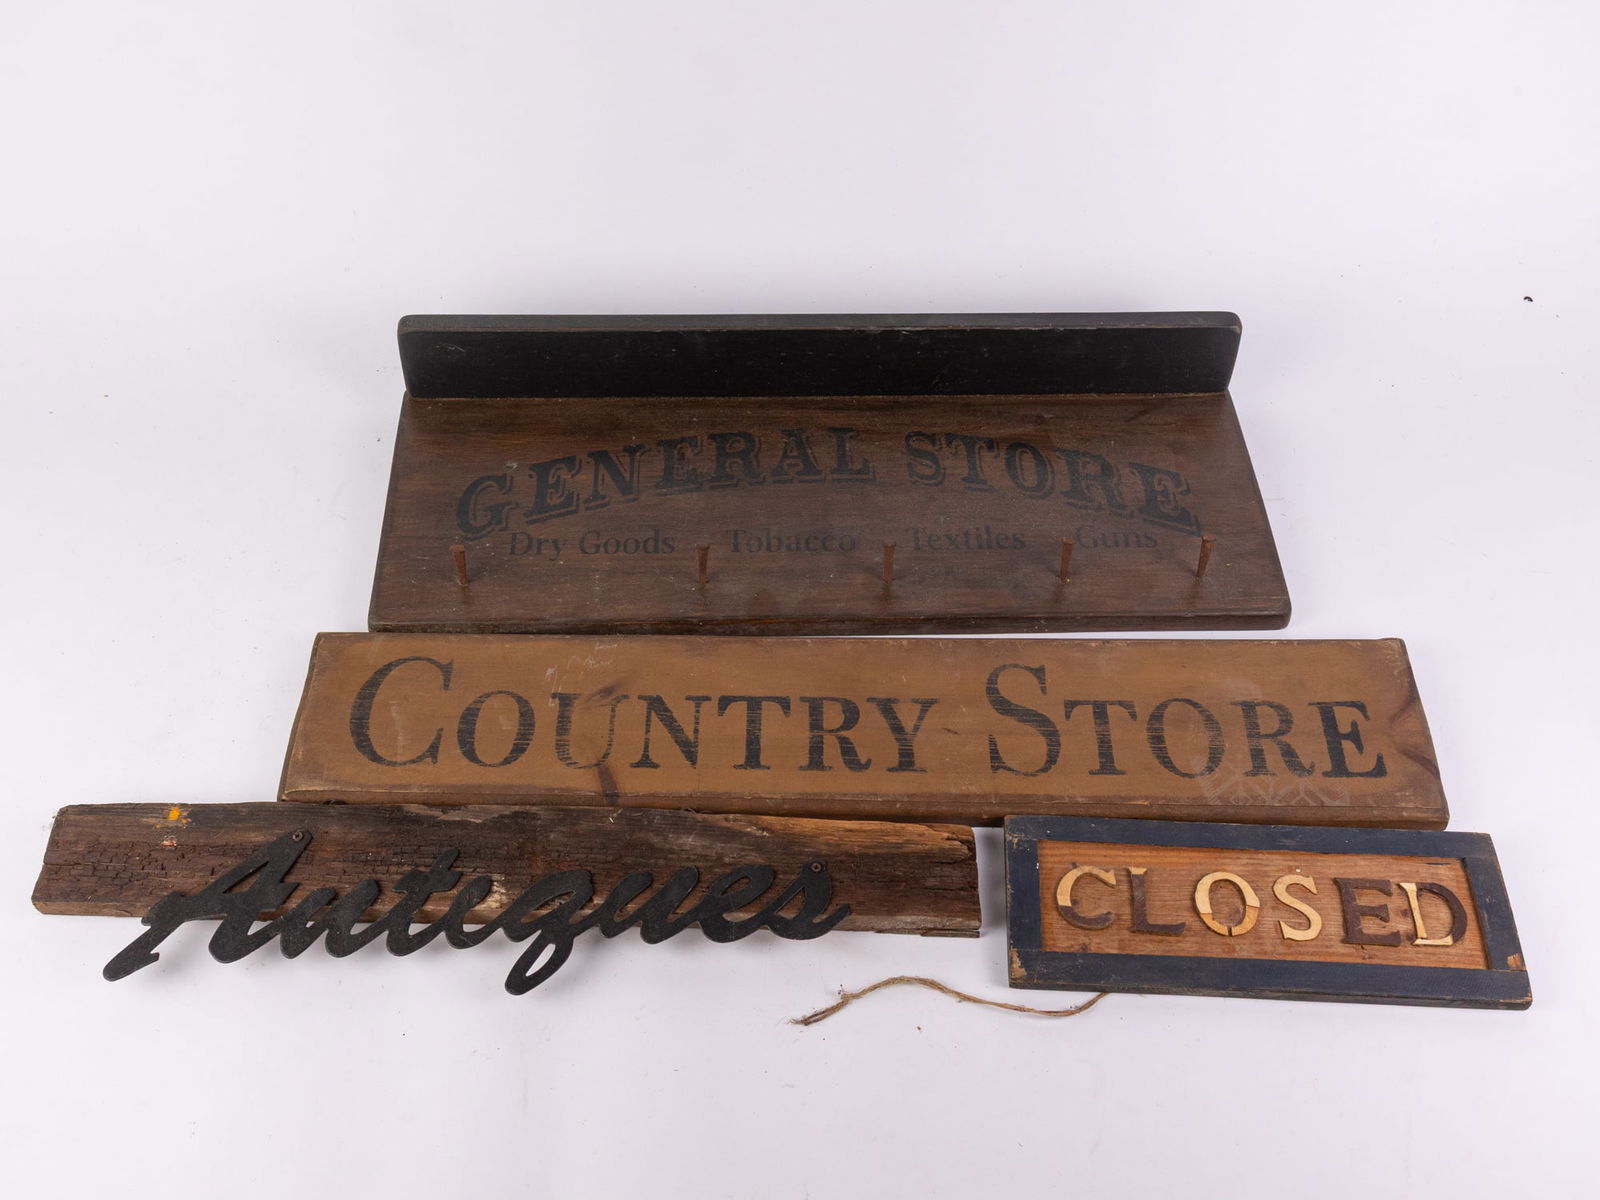 GENERAL STORE
Dry Goods Tobacco Textiles Guns
COUNTRY STORE
Antiques
CLOSED